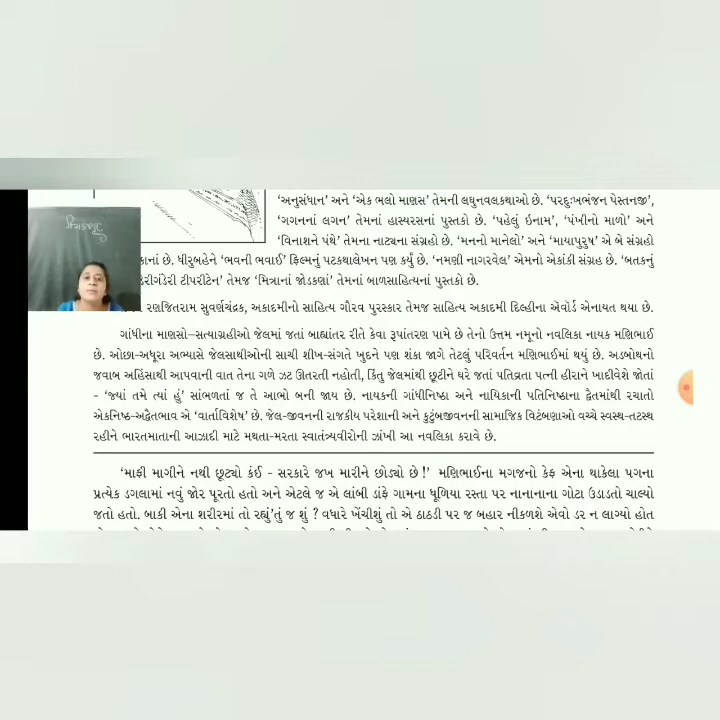 'અનુસંધાન' અને 'એક ભલો માણસ' તેમની લઘુનવલકથાઓ છે. 'પરદુઃખભંજન પેસ્તનજી',
'ગગનનાં લગન' તેમનાં હાસ્યરસનાં પુસ્તકો છે. 'પહેલું ઇનામ', 'પંખીનો માળો' અને
'વિનાશને પંથે' તેમના નાટ્યના સંગ્રહો છે. 'મનનો માનેલો' અને 'માયાપુરુષ' એ બે સંગ્રહો
છે. ધીરુબહેને 'ભવની ભવાઈ' ફિલ્મનું પટકથાલેખન પણ કર્યું છે. 'નમણી નાગરવેલ' એમનો એકાંકી સંગ્રહ છે. 'બતકનું
ટીપરીટેન' તેમજ 'મિત્રાનાં જોડકણાં' તેમનાં બાળસાહિત્યનાં પુસ્તકો છે.
રણજિતરામ સુવર્ણચંદ્રક, અકાદમીનો સાહિત્ય ગૌરવ પુરસ્કાર તેમજ સાહિત્ય અકાદમી દિલ્હીના એવૉર્ડ એનાયત થયા છે.
ગાંધીના માણસો–સત્યાગ્રહીઓ જેલમાં જતાં બાહ્યાંતર રીતે કેવા રૂપાંતરણ પામે છે તેનો ઉત્તમ નમૂનો નવલિકા નાયક મણિભાઈ
છે. ઓછા-અધૂરા અભ્યાસે જેલસાથીઓની સાચી શીખ-સંગતે ખુદને પણ શંકા જાગે તેટલું પરિવર્તન મણિભાઈમાં થયું છે. અડબોથનો
જવાબ અહિંસાથી આપવાની વાત તેના ગળે ઝટ ઊતરતી નહોતી, કિંતુ જેલમાંથી છૂટીને ઘરે જતાં પતિવ્રતા પત્ની હીરાને ખાદીવેશે જોતાં
- 'જ્યાં તમે ત્યાં હું' સાંભળતાં જ તે આભો બની જાય છે. નાયકની ગાંધીનિષ્ઠા અને નાયિકાની પતિનિષ્ઠાના દ્વૈતમાંથી રચાતો
એકનિષ્ઠ-અદ્વૈતભાવ એ 'વાર્તાવિશેષ' છે. જેલ-જીવનની રાજકીય પરેશાની અને કુટુંબજીવનની સામાજિક વિટંબણાઓ વચ્ચે સ્વસ્થ-તટસ્થ
રહીને ભારતમાતાની આઝાદી માટે મથતા-મરતા સ્વાતંત્ર્યવીરોની ઝાંખી આ નવલિકા કરાવે છે.
'માફી માગીને નથી છૂટ્યો કંઈ - સરકારે જખ મારીને છોડ્યો છે !' મણિભાઈના મગજનો કેફ એના થાકેલા પગના
પ્રત્યેક ડગલામાં નવું જોર પૂરતો હતો અને એટલે જ એ લાંબી ડાંફે ગામના ધૂળિયા રસ્તા પર નાનાનાના ગોટા ઉડાડતો ચાલ્યો
જતો હતો. બાકી એના શરીરમાં તો રહ્યું'તું જ શું ? વધારે ખેંચીશું તો એ ઠાઠડી પર જ બહાર નીકળશે એવો ડર ન લાગ્યો હોત